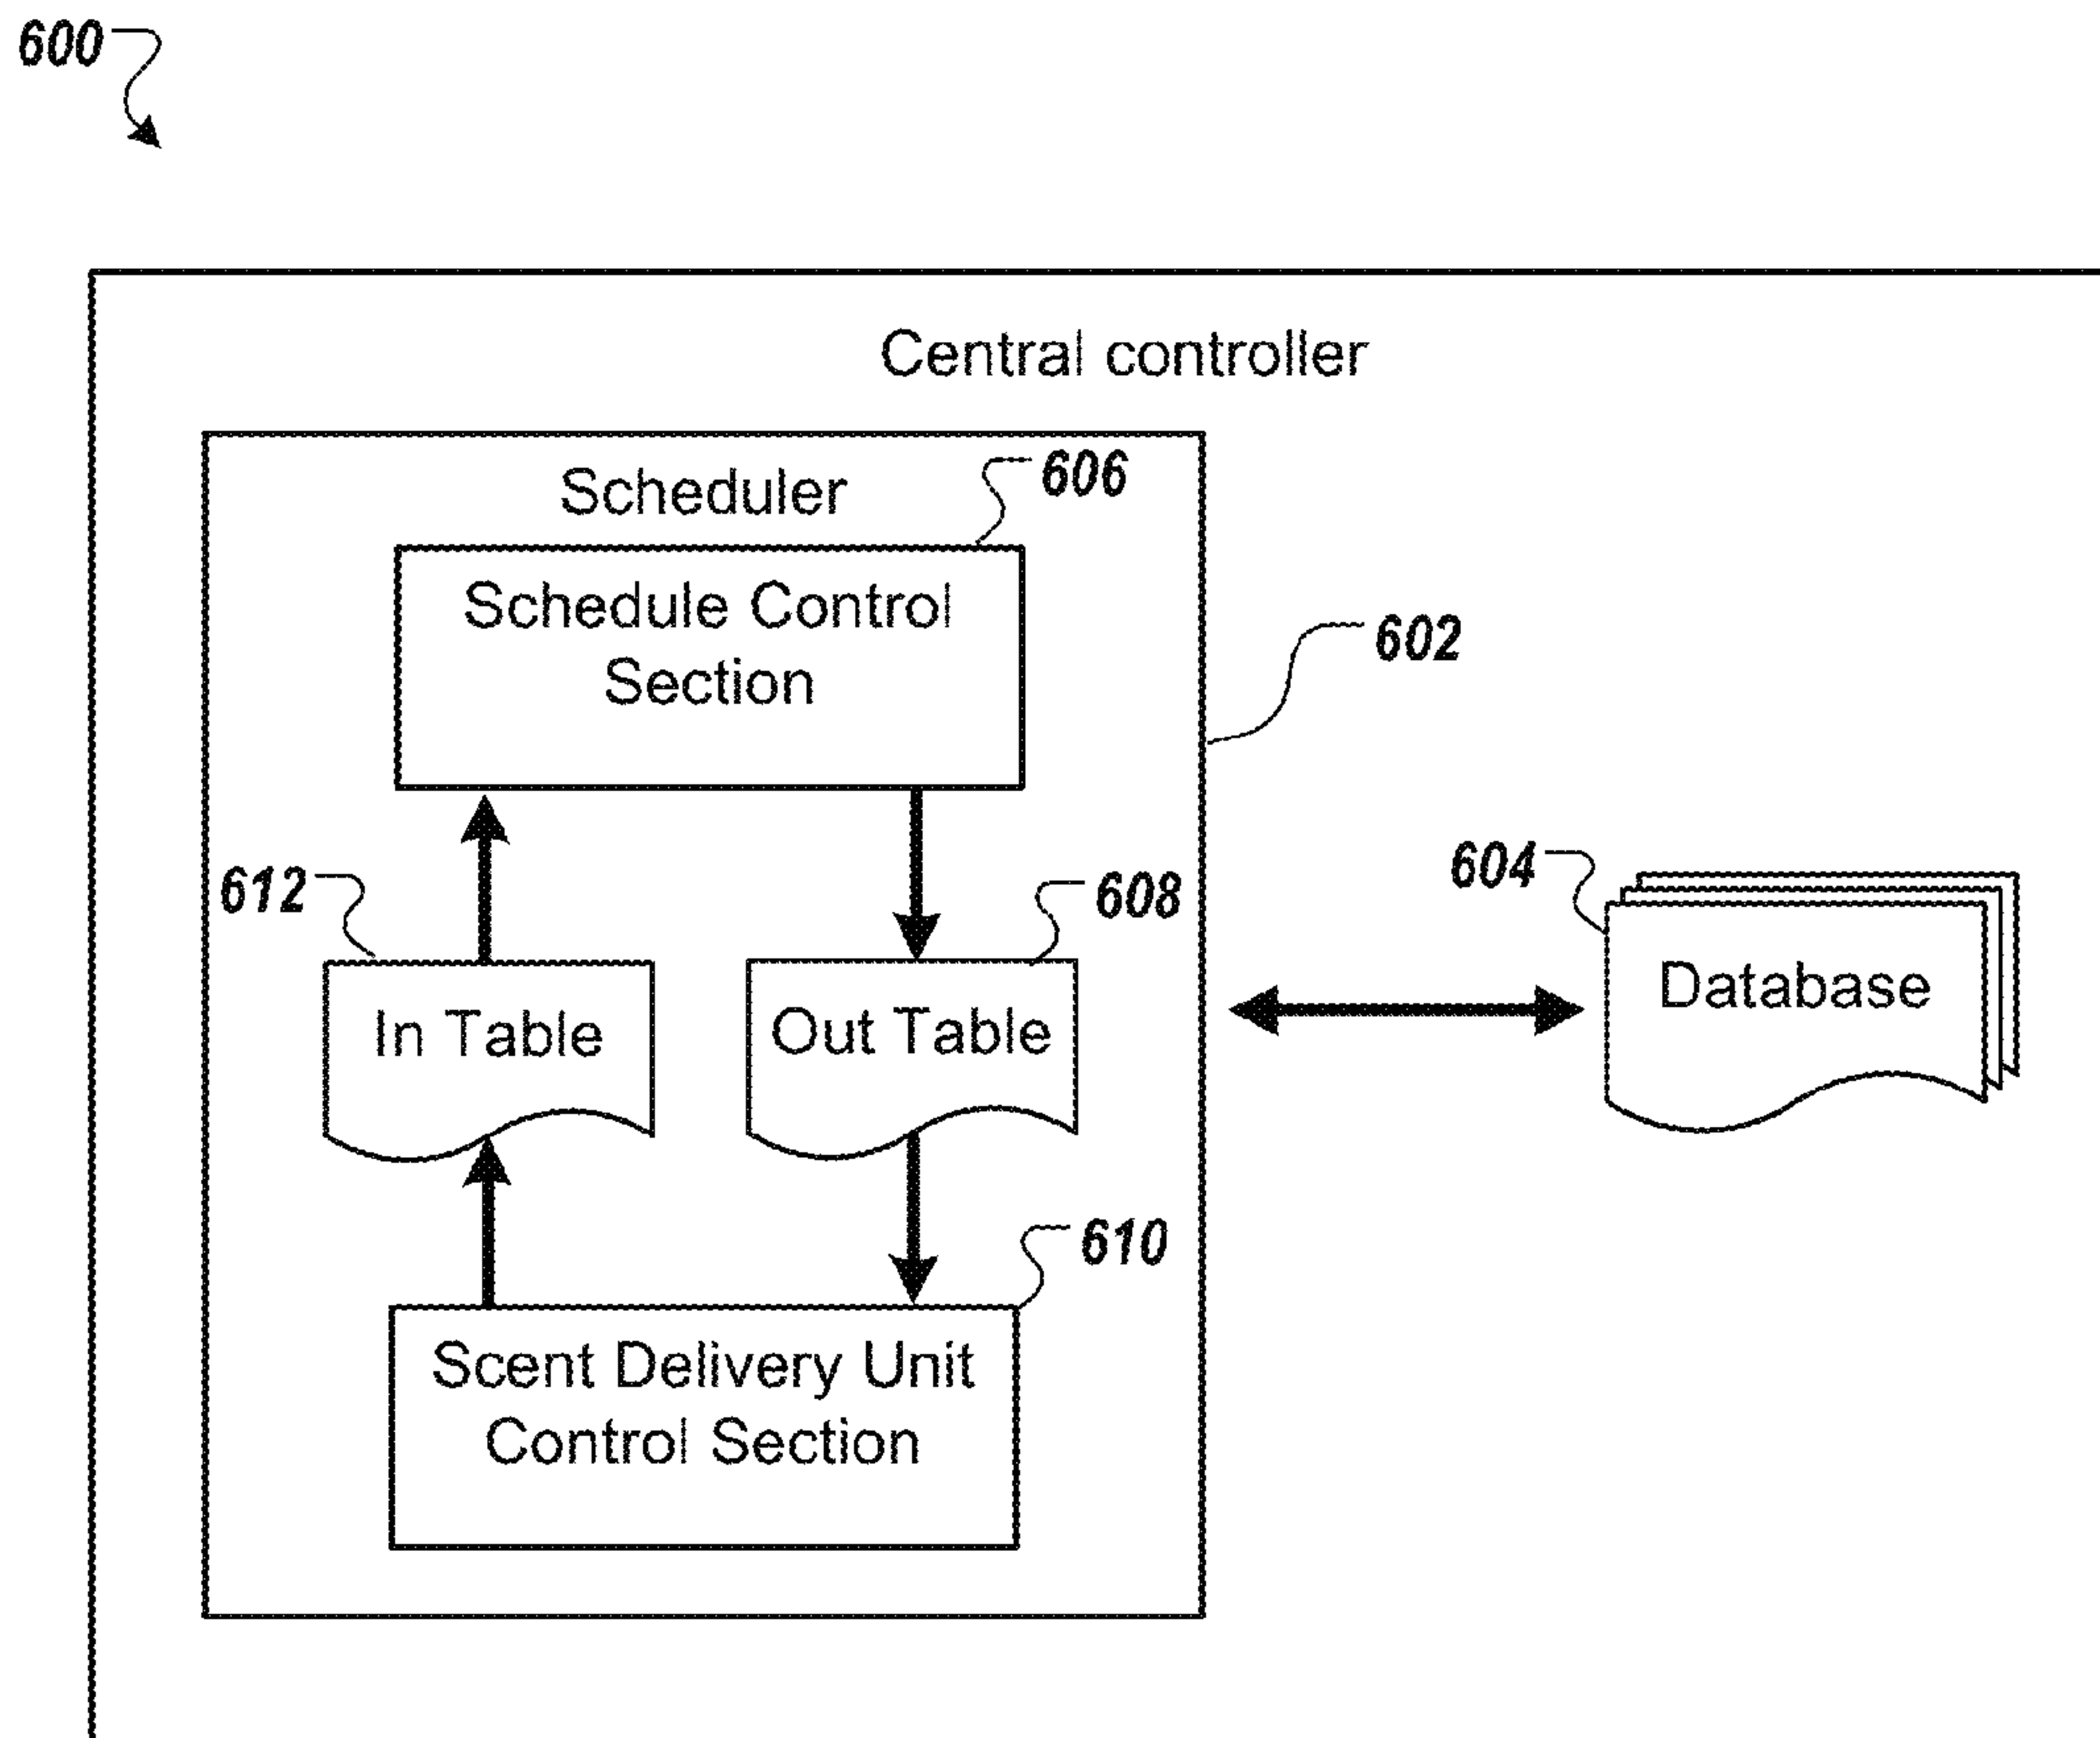 600
Central controller
Scheduler
606
Schedule Control
Section
602
612
608
604
In Table
Out Table
Database
610
Scent Delivery Unit
Control Section